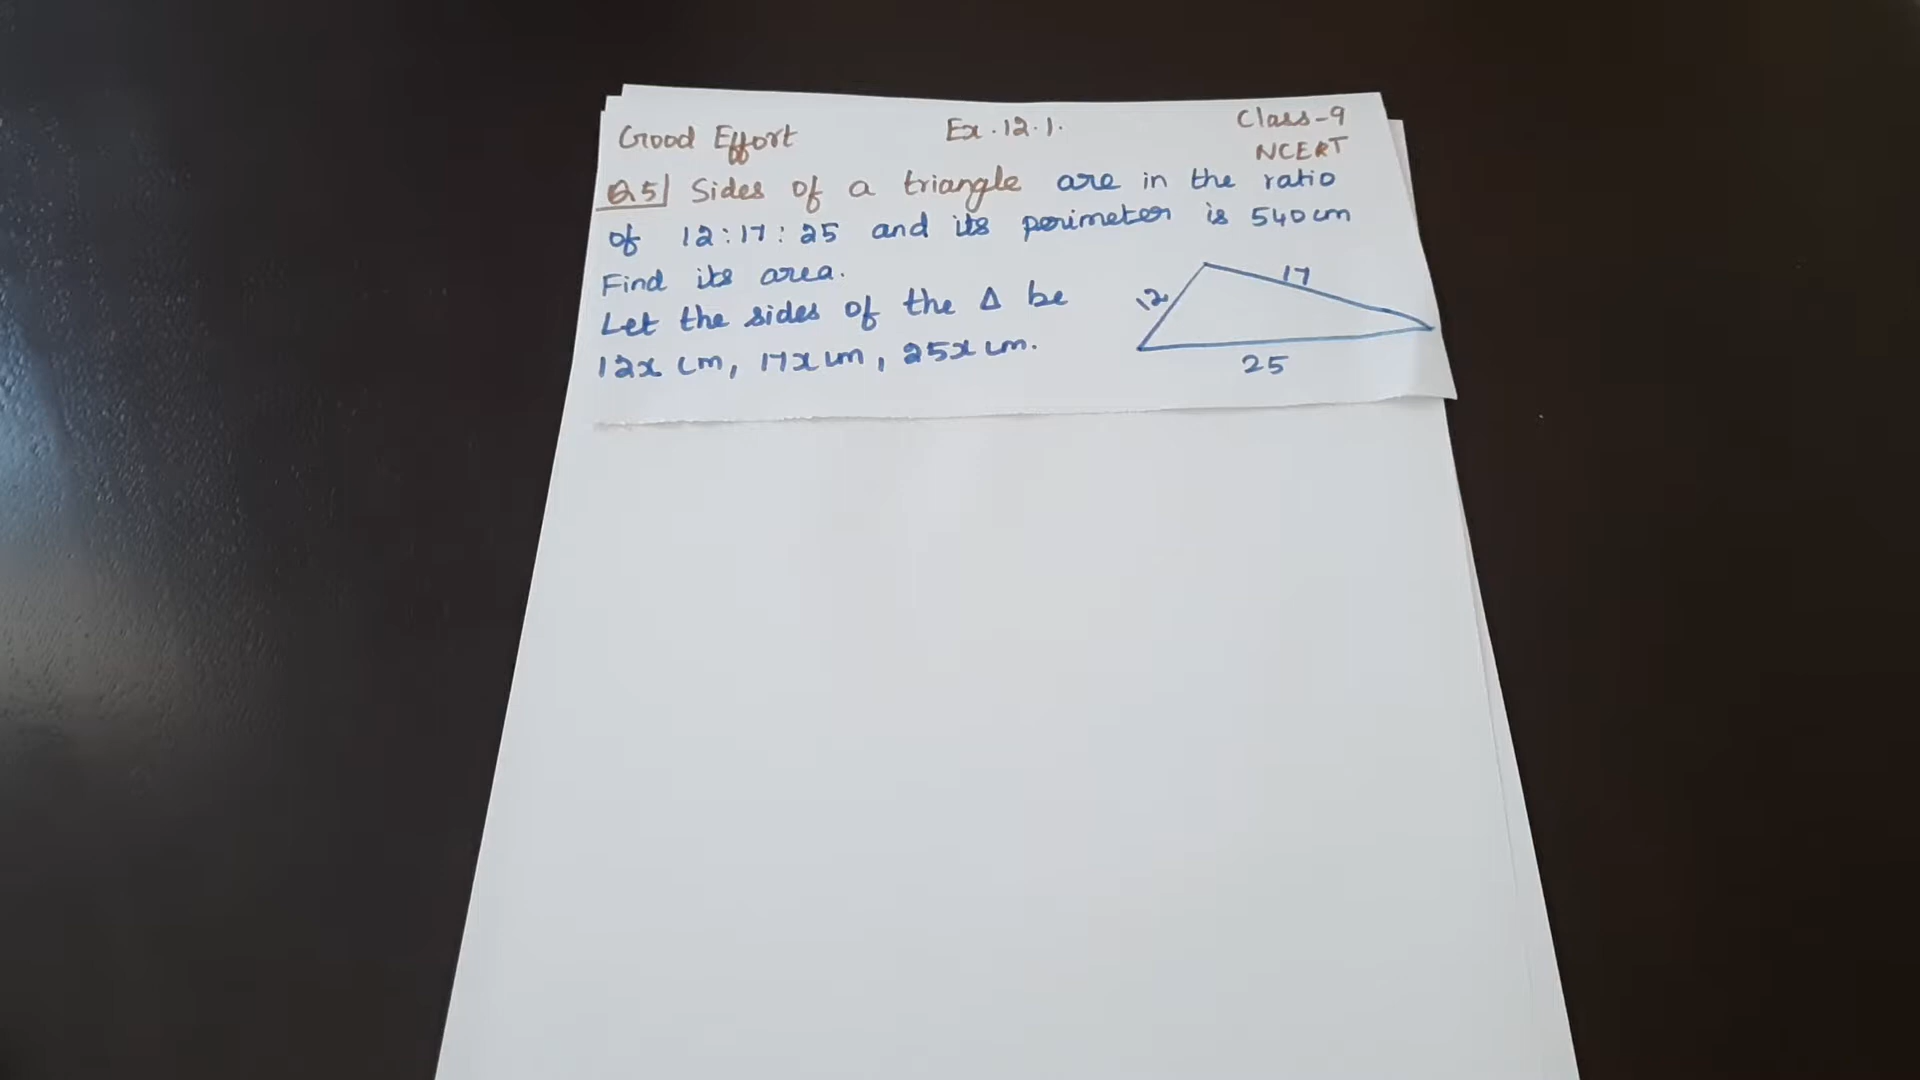 Good Effort Ex.12.1. Class-9
NCERT
Q5 Sides of a triangle are in the ratio
of 12:17:25 and its perimeter is 540cm
Find its area.
Let the sides of the Δ be
12x cm, 17x cm, 25x cm.
12
17
25